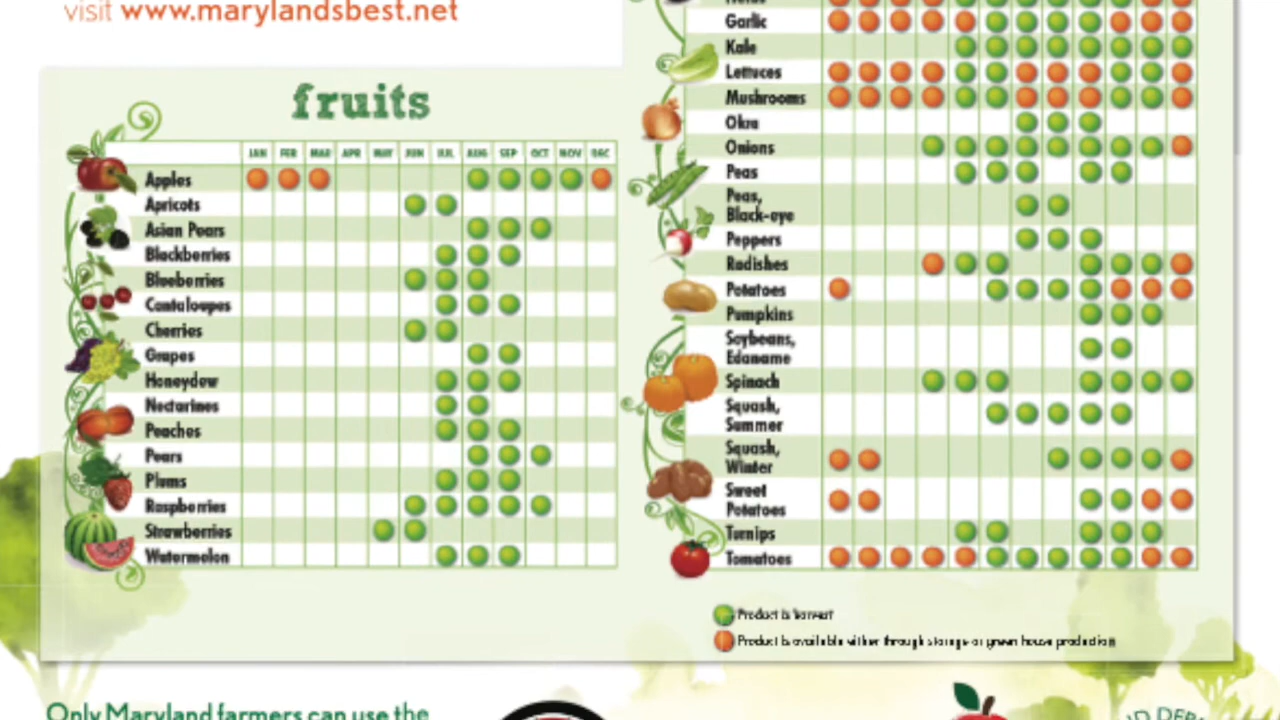 visit www.marylandsbest.net
fruits
JAN FEB MAR APR MAY JUN JUL AUG SEP OCT NOV DEC
Apples
Apricots
Asian Pears
Blackberries
Blueberries
Cantaloupes
Cherries
Grapes
Honeydew
Nectarines
Peaches
Pears
Plums
Raspberries
Strawberries
Watermelon
Garlic
Kale
Lettuces
Mushrooms
Okra
Onions
Peas
Peas,
Black-eye
Peppers
Radishes
Potatoes
Pumpkins
Soybeans,
Edaname
Spinach
Squash,
Summer
Squash,
Winter
Sweet
Potatoes
Turnips
Tomatoes
Product is harvest
Product is available either through storage or green house production
Only Maryland farmers can use the